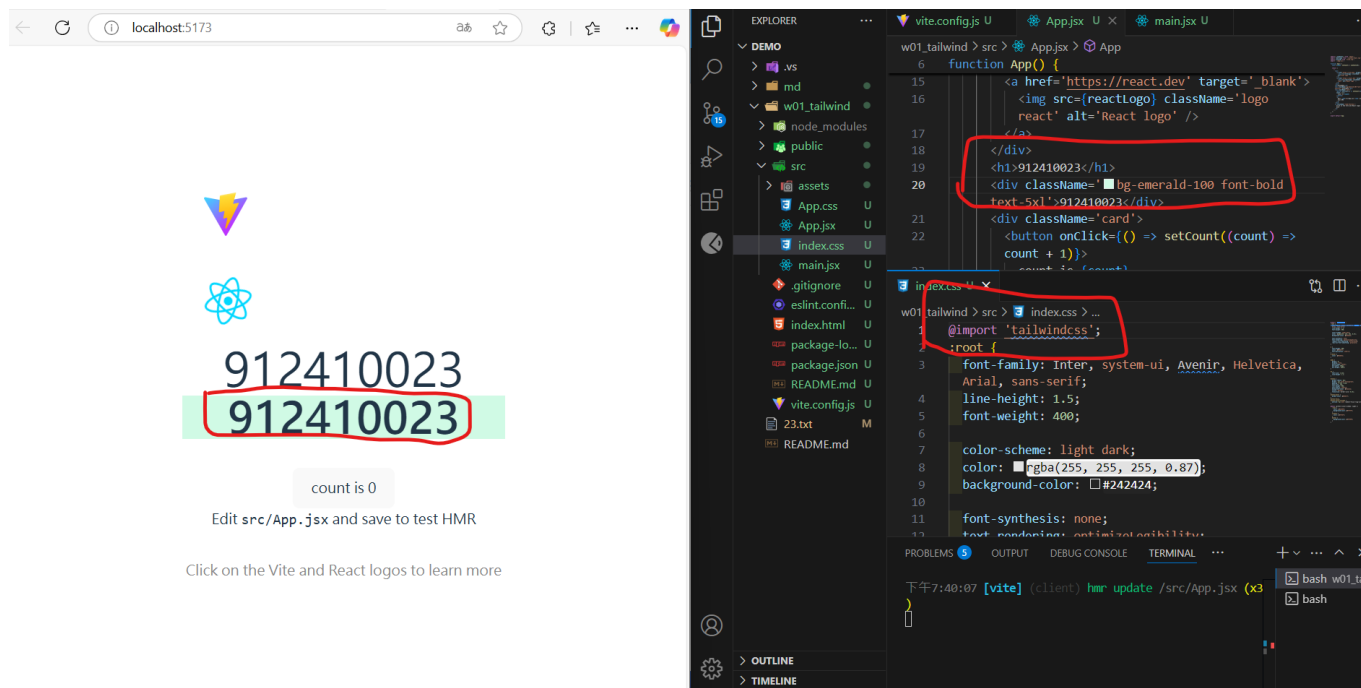 localhost:5173
912410023
912410023
count is 0
Edit src/App.jsx and save to test HMR
Click on the Vite and React logos to learn more
EXPLORER
DEMO
.vs
md
w01_tailwind
node_modules
public
src
assets
App.css U
App.jsx U
index.css U
main.jsx U
.gitignore U
eslint.confi... U
index.html U
package-lo... U
package.json U
README.md U
vite.config.js U
23.txt M
README.md
OUTLINE
TIMELINE
15
vite.config.js U App.jsx U main.jsx U
w01_tailwind > src > App.jsx > App
6 function App() {
15 <a href='https://react.dev' target='_blank'>
16 <img src={reactLogo} className='logo
react' alt='React logo' />
17 </a>
18 </div>
19 <h1>912410023</h1>
20 <div className='bg-emerald-100 font-bold
text-5xl'>912410023</div>
21 <div className='card'>
22 <button onClick={() => setCount((count) =>
count + 1)}>
count is {count}
index.css U
w01_tailwind > src > index.css > ...
1 @import 'tailwindcss';
2 :root {
3 font-family: Inter, system-ui, Avenir, Helvetica,
Arial, sans-serif;
4 line-height: 1.5;
5 font-weight: 400;
6
7 color-scheme: light dark;
8 color: rgba(255, 255, 255, 0.87);
9 background-color: #242424;
10
11 font-synthesis: none;
12 text-rendering: optimizeLegibility;
PROBLEMS 5 OUTPUT DEBUG CONSOLE TERMINAL ...
下午7:40:07 [vite] (client) hmr update /src/App.jsx (x3
)
bash w01_ta
bash